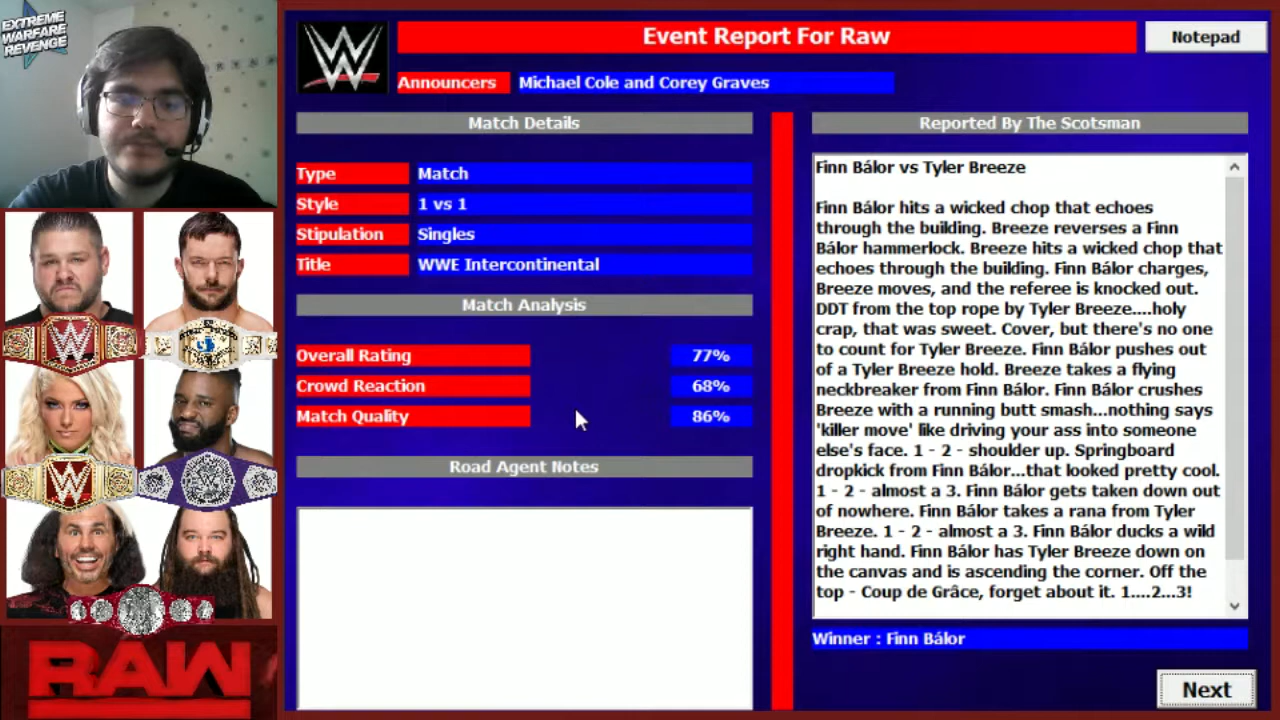 EXTREME
WARFARE
REVENGE
Event Report For Raw
Notepad
Announcers
Michael Cole and Corey Graves
Match Details
Type
Match
Style
1 vs 1
Stipulation
Singles
Title
WWE Intercontinental
Match Analysis
Overall Rating
77%
Crowd Reaction
68%
Match Quality
86%
Road Agent Notes
Reported By The Scotsman
Finn Bálor vs Tyler Breeze
Finn Bálor hits a wicked chop that echoes
through the building. Breeze reverses a Finn
Bálor hammerlock. Breeze hits a wicked chop that
echoes through the building. Finn Bálor charges,
Breeze moves, and the referee is knocked out.
DDT from the top rope by Tyler Breeze....holy
crap, that was sweet. Cover, but there's no one
to count for Tyler Breeze. Finn Bálor pushes out
of a Tyler Breeze hold. Breeze takes a flying
neckbreaker from Finn Bálor. Finn Bálor crushes
Breeze with a running butt smash...nothing says
'killer move' like driving your ass into someone
else's face. 1 - 2 - shoulder up. Springboard
dropkick from Finn Bálor...that looked pretty cool.
1 - 2 - almost a 3. Finn Bálor gets taken down out
of nowhere. Finn Bálor takes a rana from Tyler
Breeze. 1 - 2 - almost a 3. Finn Bálor ducks a wild
right hand. Finn Bálor has Tyler Breeze down on
the canvas and is ascending the corner. Off the
top - Coup de Grâce, forget about it. 1....2...3!
Winner : Finn Bálor
Next
RAW